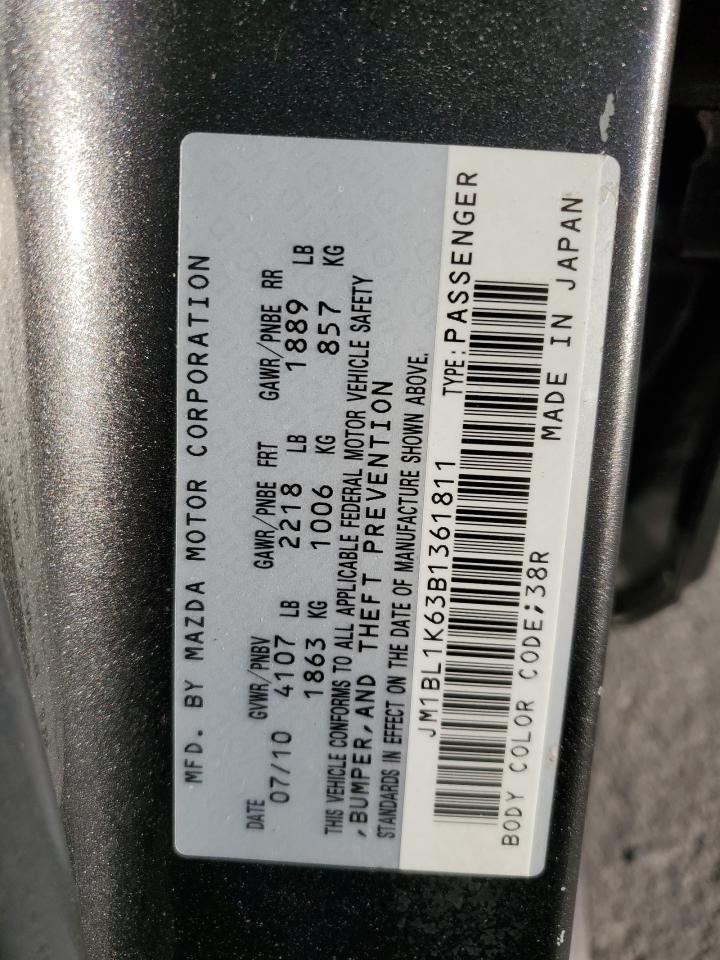 MFD. BY MAZDA MOTOR CORPORATION
DATE GVWR/PNBV GAWR/PNBE FRT GAWR/PNBE RR
07/10 4107 LB 2218 LB 1889 LB
1863 KG 1006 KG 857 KG
THIS VEHICLE CONFORMS TO ALL APPLICABLE FEDERAL MOTOR VEHICLE SAFETY
,BUMPER,AND THEFT PREVENTION
STANDARDS IN EFFECT ON THE DATE OF MANUFACTURE SHOWN ABOVE.
JM1BL1K63B1361811 TYPE:PASSENGER
BODY COLOR CODE;38R MADE IN JAPAN